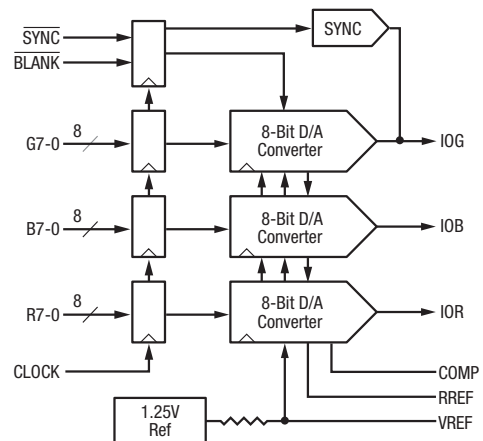 SYNC
SYNC
BLANK
G7-0
8
8-Bit D/A
Converter
IOG
B7-0
8
8-Bit D/A
Converter
IOB
R7-0
8
8-Bit D/A
Converter
IOR
CLOCK
COMP
RREF
VREF
1.25V
Ref